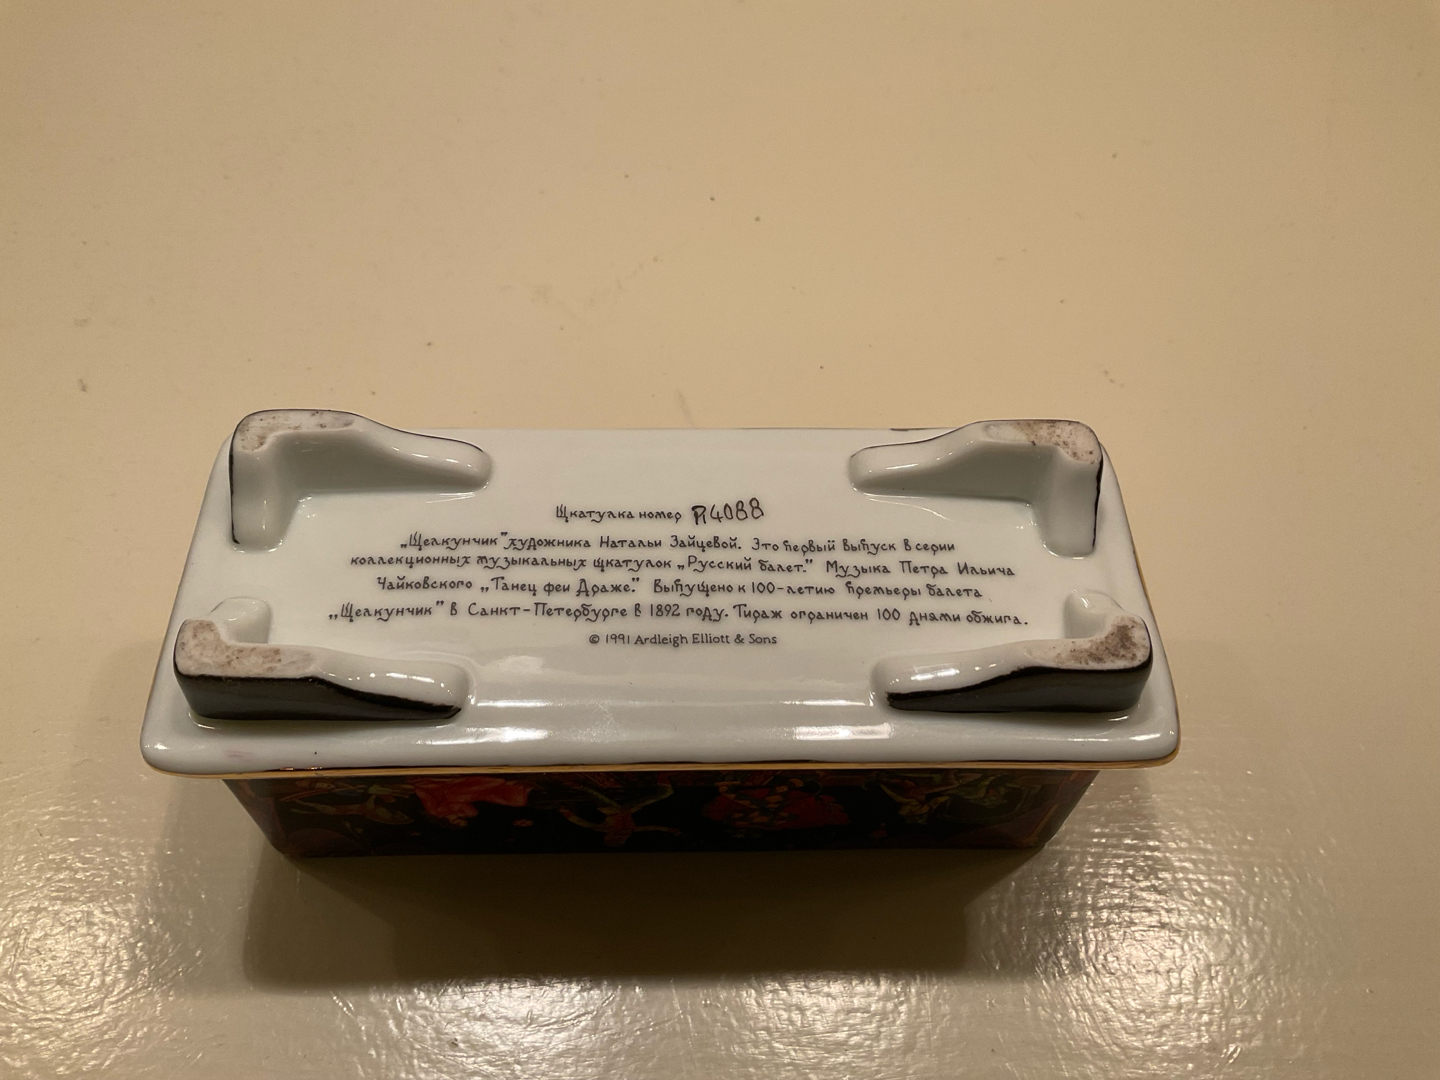 Шкатулка номер Я4088
„Щелкунчик” художника Натальи Зайцевой. Это первый выпуск в серии
коллекционных музыкальных шкатулок „Русский балет.” Музыка Петра Ильича
Чайковского „Танец феи Драже.” Выпущено к 100-летию премьеры балета
„Щелкунчик” в Санкт-Петербурге в 1892 году. Тираж ограничен 100 днями обжига.
© 1991 Ardleigh Elliott & Sons